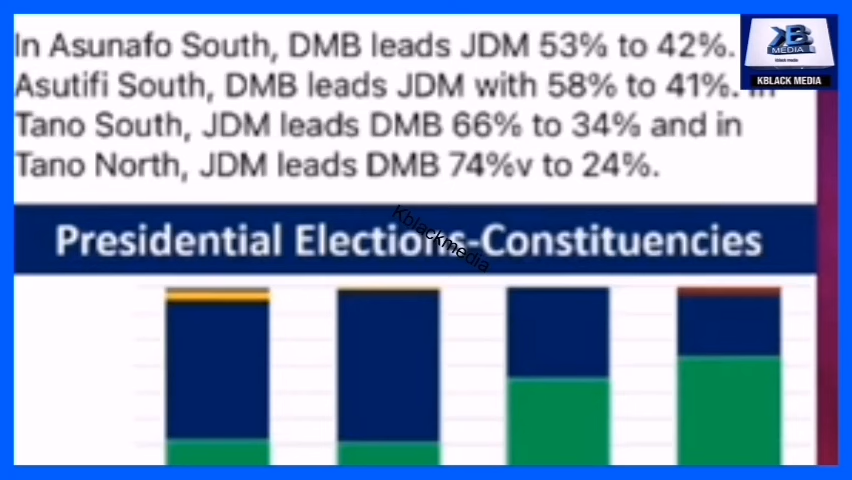 In Asunafo South, DMB leads JDM 53% to 42%.
Asutifi South, DMB leads JDM with 58% to 41%. In
Tano South, JDM leads DMB 66% to 34% and in
Tano North, JDM leads DMB 74%v to 24%.
KB
MEDIA
KBLACK MEDIA
Presidential Elections-Constituencies
Kblackmedia